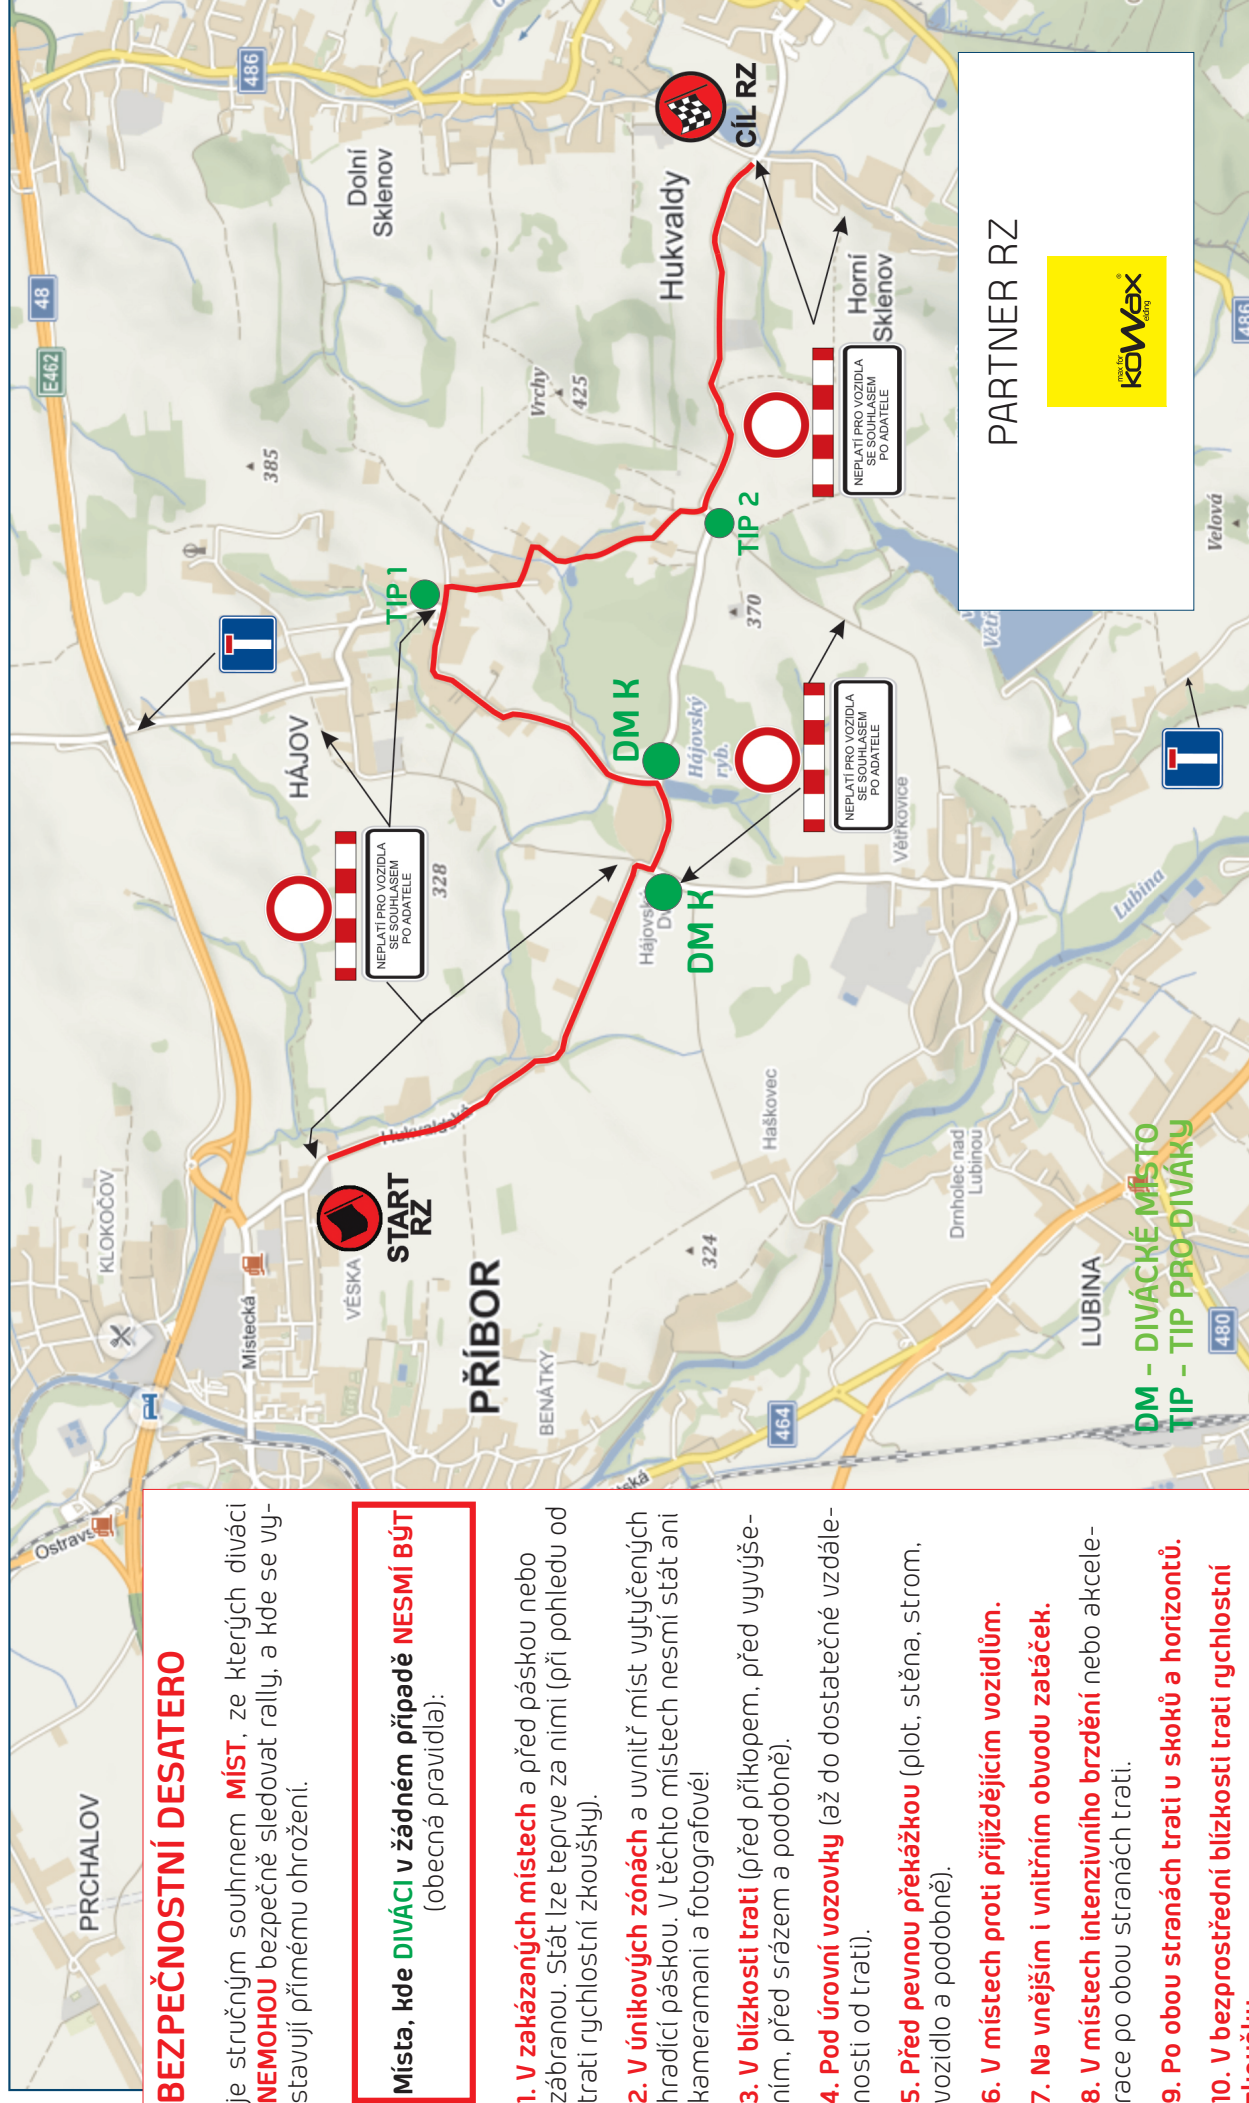 BEZPEČNOSTNÍ DESATERO
je stručným souhrnem MÍST, ze kterých diváci
NEMOHOU bezpečně sledovat rally, a kde se vy-
stavují přímému ohrožení.
Místa, kde DIVÁCI v žádném případě NESMÍ BÝT
(obecná pravidla):
1. V zakázaných místech a před páskou nebo
zábranou. Stát lze teprve za nimi (při pohledu od
trati rychlostní zkoušky).
2. V únikových zónách a uvnitř míst vytyčených
hradící páskou. V těchto místech nesmí stát ani
kameramani a fotografové!
3. V blízkosti trati (před příkopem, před vyvýše-
ním, před srázem a podobně).
4. Pod úrovní vozovky (až do dostatečné vzdále-
nosti od trati).
5. Před pevnou překážkou (plot, stěna, strom,
vozidlo a podobně).
6. V místech proti přijíždějícím vozidlům.
7. Na vnějším i vnitřním obvodu zatáček.
8. V místech intenzivního brzdění nebo akcele-
race po obou stranách trati.
9. Po obou stranách trati u skoků a horizontů.
10. V bezprostřední blízkosti trati rychlostní
PRCHALOV
Ostravs
KLOKOČOV
Místecká
VÉSKA
START
RZ
PŘÍBOR
BENÁTKY
464
324
Hukvaldská
Haškovec
Drnholec nad
Lubinou
LUBINA
480
DM - DIVÁCKÉ MÍSTO
TIP - TIP PRO DIVÁKY
Lubina
Větřkovice
NEPLATÍ PRO VOZIDLA
SE SOUHLASEM
PO ADATELE
328
HÁJOV
Hájovsk
DM K
DM K
Hájovský
ryb.
NEPLATÍ PRO VOZIDLA
SE SOUHLASEM
PO ADATELE
370
TIP 1
TIP 2
385
Vrchy
425
E462
48
486
Dolní
Sklenov
Hukvaldy
CÍL RZ
Horní
Sklenov
NEPLATÍ PRO VOZIDLA
SE SOUHLASEM
PO ADATELE
Velová
486
PARTNER RZ
max for
koWax
elding
®